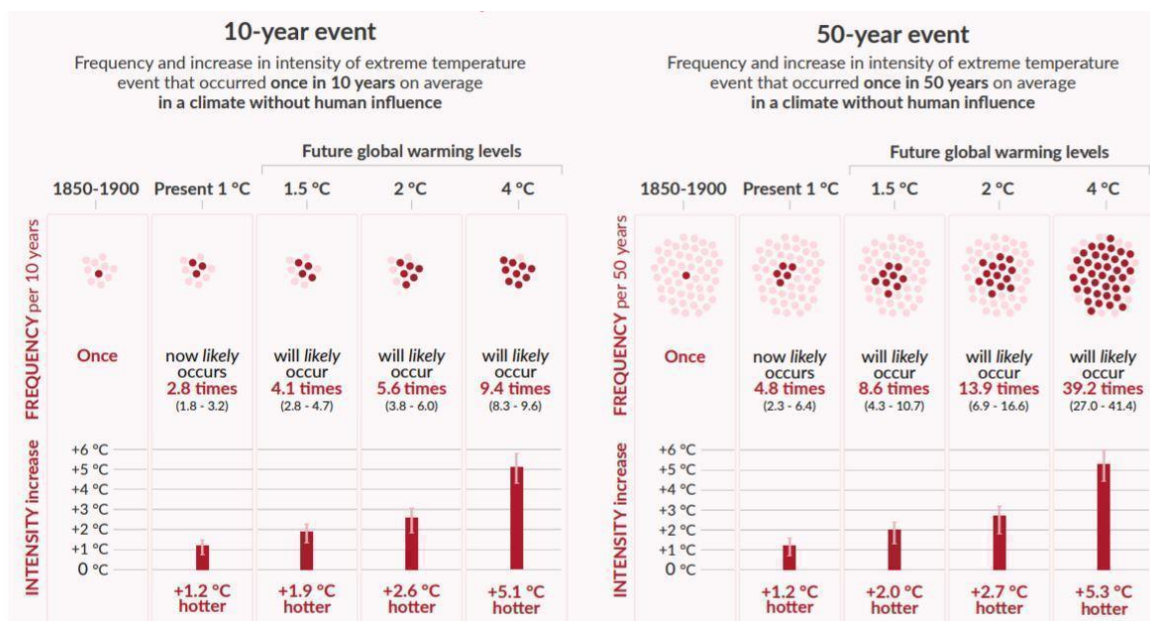 10-year event
Frequency and increase in intensity of extreme temperature
event that occurred once in 10 years on average
in a climate without human influence
Future global warming levels
1850-1900 Present 1 °C 1.5 °C 2 °C 4 °C
FREQUENCY per 10 years
Once
now likely
occurs
2.8 times
(1.8 - 3.2)
will likely
occur
4.1 times
(2.8 - 4.7)
will likely
occur
5.6 times
(3.8 - 6.0)
will likely
occur
9.4 times
(8.3 - 9.6)
INTENSITY increase
+6 °C
+5 °C
+4 °C
+3 °C
+2 °C
+1 °C
0 °C
+1.2 °C
hotter
+1.9 °C
hotter
+2.6 °C
hotter
+5.1 °C
hotter
50-year event
Frequency and increase in intensity of extreme temperature
event that occurred once in 50 years on average
in a climate without human influence
Future global warming levels
1850-1900 Present 1 °C 1.5 °C 2 °C 4 °C
FREQUENCY per 50 years
Once
now likely
occurs
4.8 times
(2.3 - 6.4)
will likely
occur
8.6 times
(4.3 - 10.7)
will likely
occur
13.9 times
(6.9 - 16.6)
will likely
occur
39.2 times
(27.0 - 41.4)
INTENSITY increase
+6 °C
+5 °C
+4 °C
+3 °C
+2 °C
+1 °C
0 °C
+1.2 °C
hotter
+2.0 °C
hotter
+2.7 °C
hotter
+5.3 °C
hotter